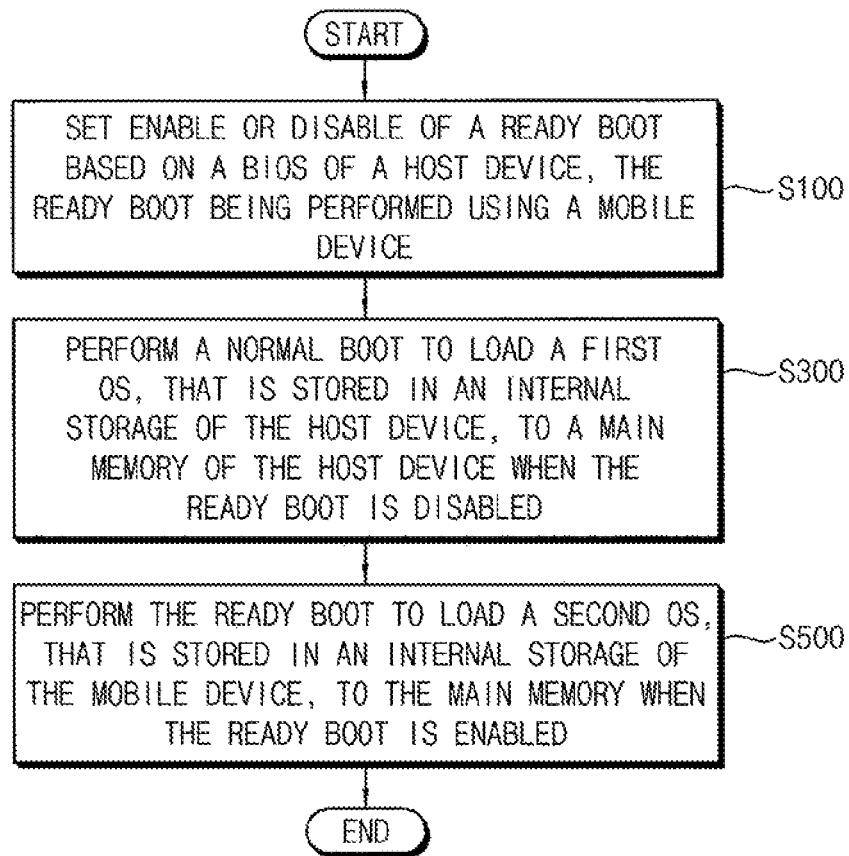 START
SET ENABLE OR DISABLE OF A READY BOOT
BASED ON A BIOS OF A HOST DEVICE, THE
READY BOOT BEING PERFORMED USING A MOBILE
DEVICE
S100
PERFORM A NORMAL BOOT TO LOAD A FIRST
OS, THAT IS STORED IN AN INTERNAL
STORAGE OF THE HOST DEVICE, TO A MAIN
MEMORY OF THE HOST DEVICE WHEN THE
READY BOOT IS DISABLED
S300
PERFORM THE READY BOOT TO LOAD A SECOND OS,
THAT IS STORED IN AN INTERNAL STORAGE OF
THE MOBILE DEVICE, TO THE MAIN MEMORY WHEN
THE READY BOOT IS ENABLED
S500
END